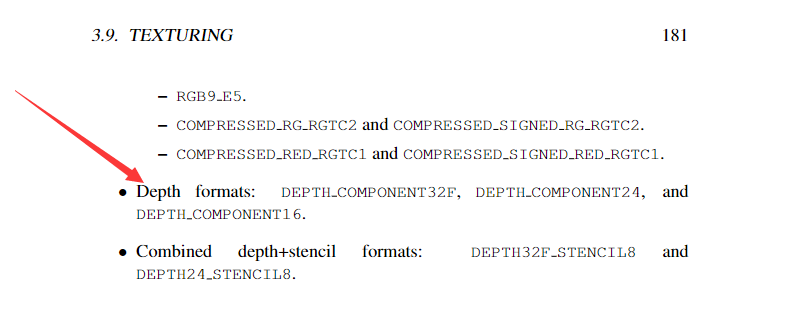 3.9. TEXTURING 181
– RGB9_E5.
– COMPRESSED_RG_RGTC2 and COMPRESSED_SIGNED_RG_RGTC2.
– COMPRESSED_RED_RGTC1 and COMPRESSED_SIGNED_RED_RGTC1.
• Depth formats: DEPTH_COMPONENT32F, DEPTH_COMPONENT24, and
DEPTH_COMPONENT16.
• Combined depth+stencil formats: DEPTH32F_STENCIL8 and
DEPTH24_STENCIL8.